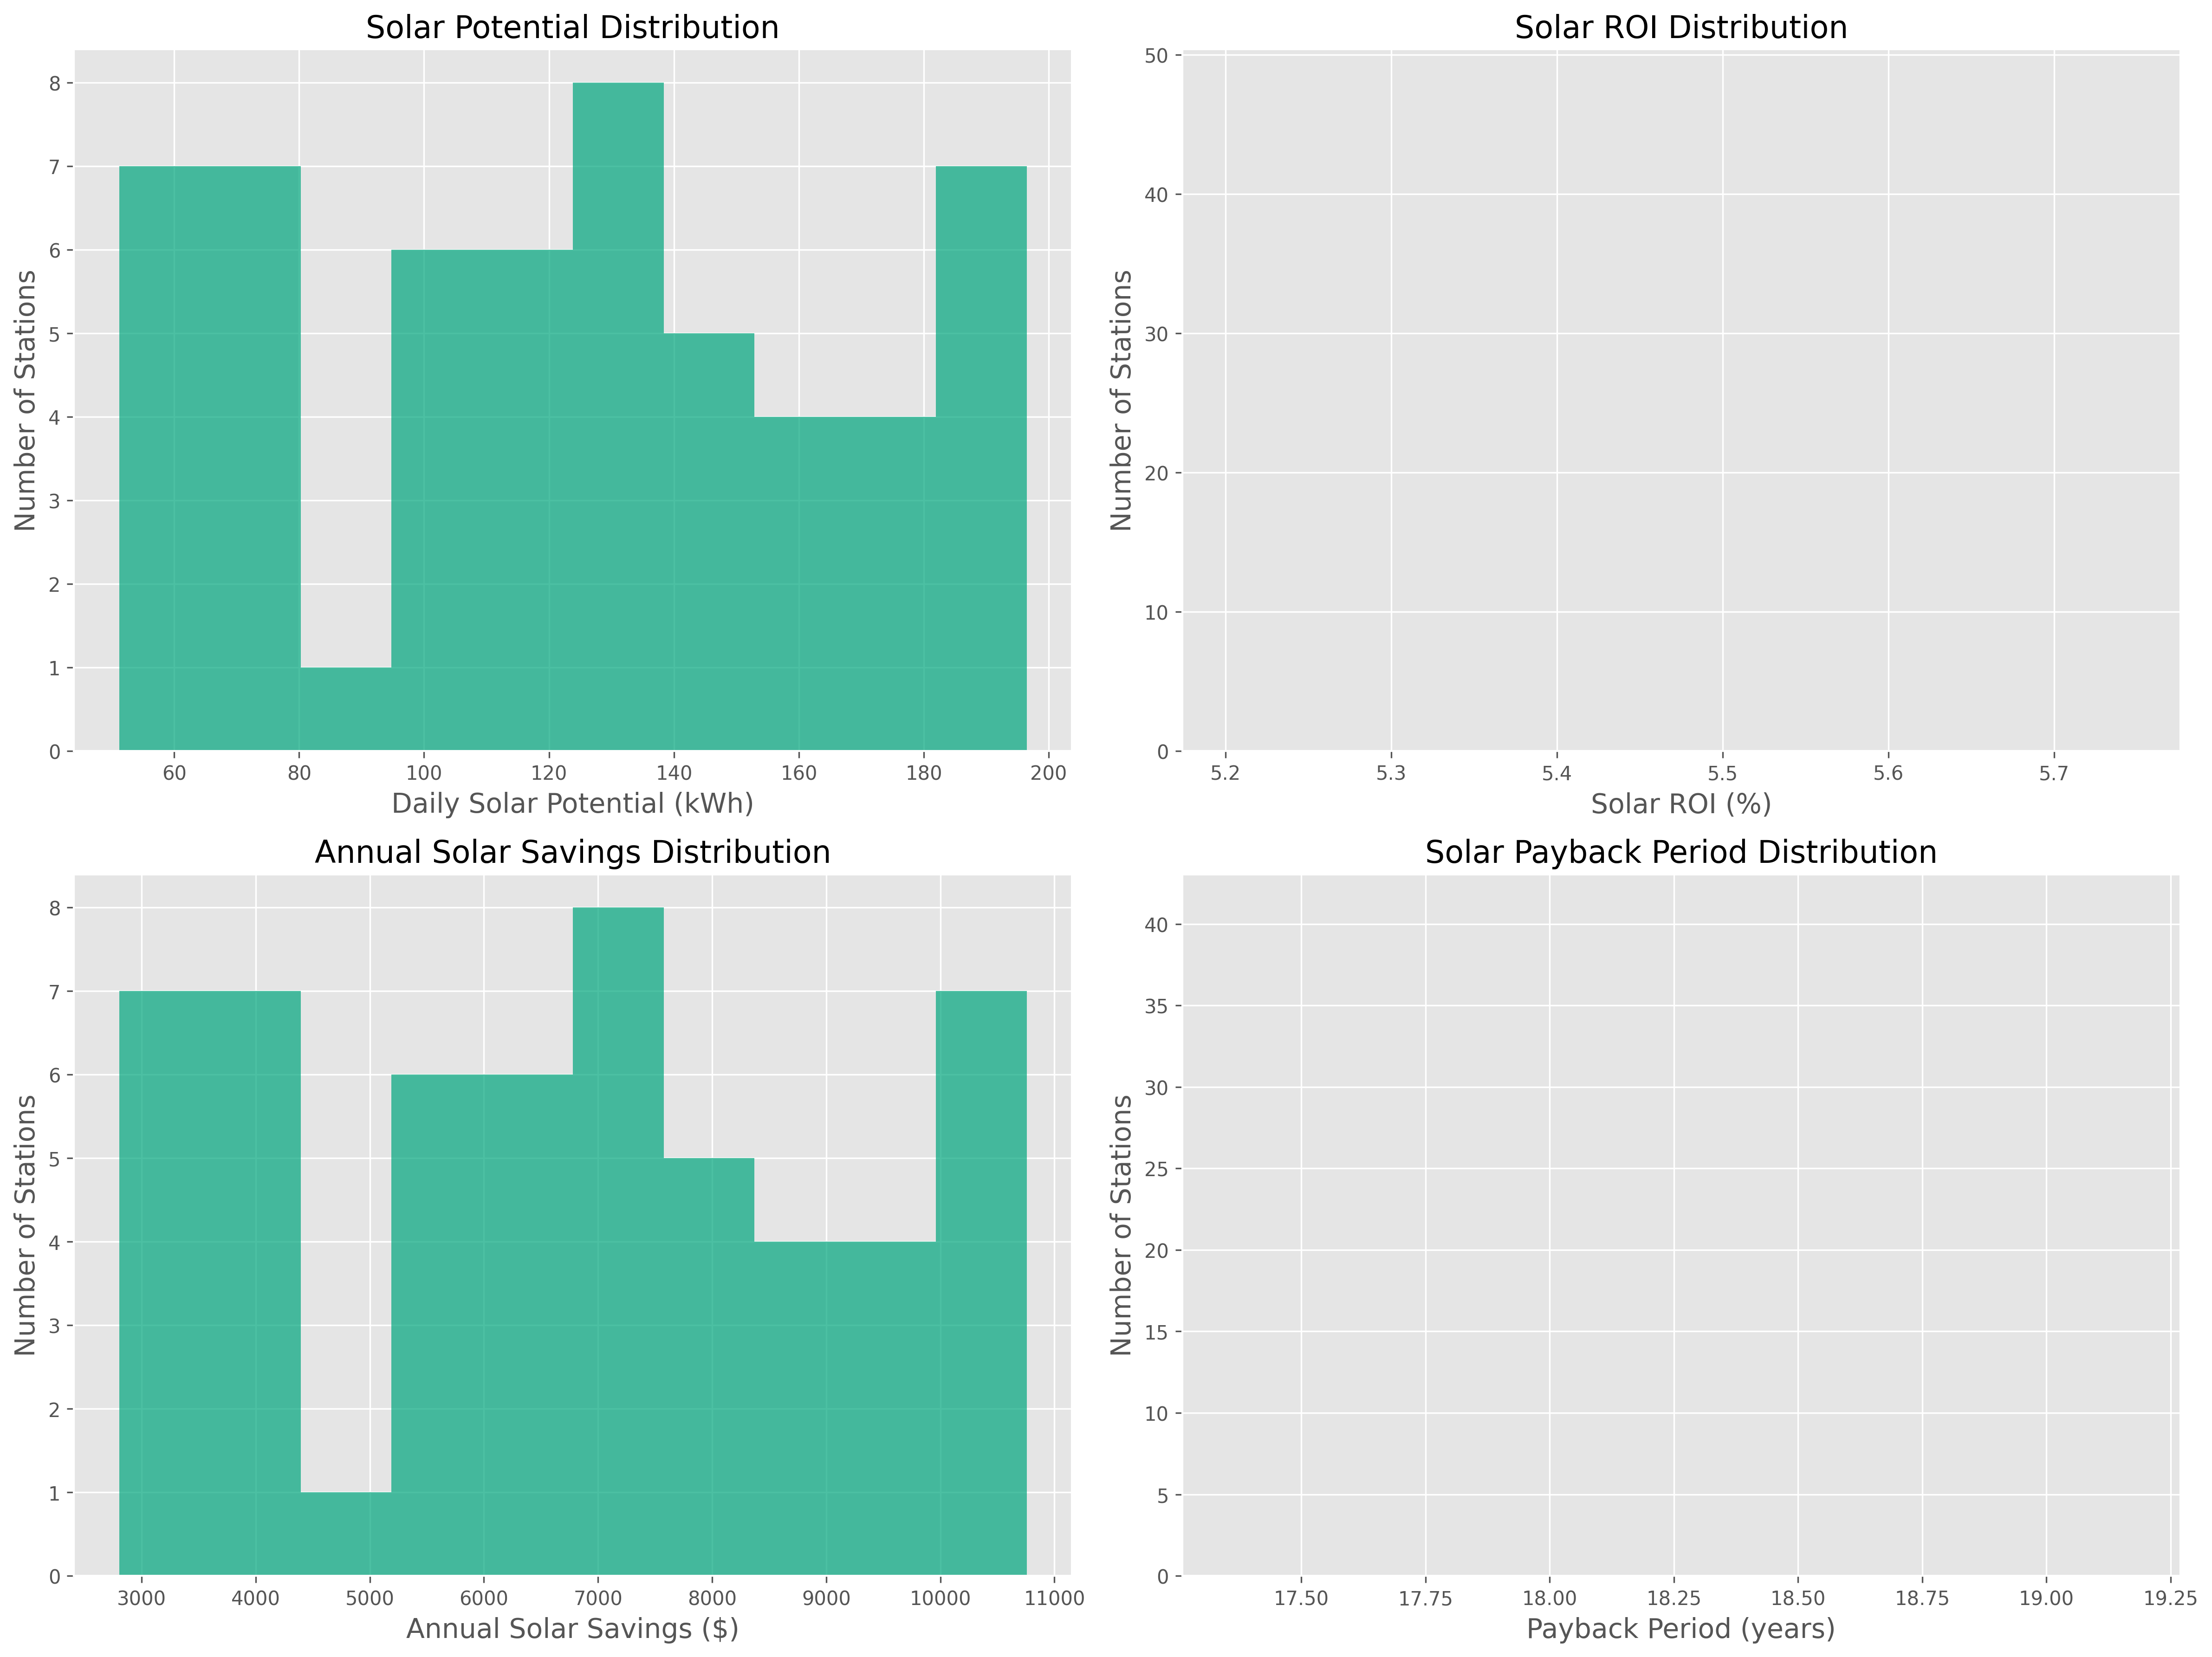 Solar Potential Distribution
8
7
6
5
4
3
2
1
0
Number of Stations
60 80 100 120 140 160 180 200
Daily Solar Potential (kWh)
Solar ROI Distribution
50
40
30
20
10
0
Number of Stations
5.2 5.3 5.4 5.5 5.6 5.7
Solar ROI (%)
Annual Solar Savings Distribution
8
7
6
5
4
3
2
1
0
Number of Stations
3000 4000 5000 6000 7000 8000 9000 10000 11000
Annual Solar Savings ($)
Solar Payback Period Distribution
40
35
30
25
20
15
10
5
0
Number of Stations
17.50 17.75 18.00 18.25 18.50 18.75 19.00 19.25
Payback Period (years)